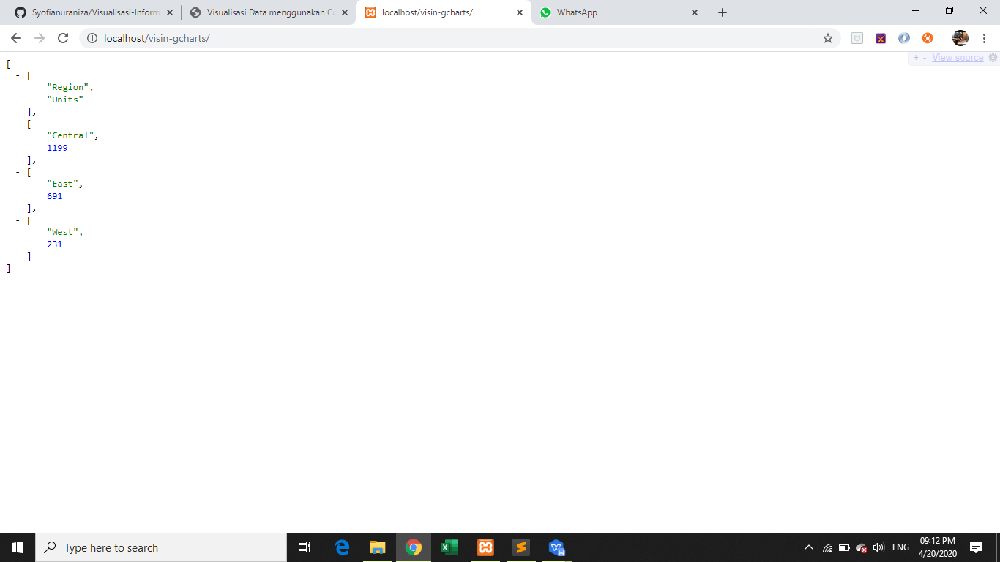 Syofianuraniza/Visualisasi-Inform
Visualisasi Data menggunakan Co
localhost/visin-gcharts/
WhatsApp
localhost/visin-gcharts/
+ - View source
[
- [
"Region",
"Units"
],
- [
"Central",
1199
],
- [
"East",
691
],
- [
"West",
231
]
]
Type here to search
ENG
09:12 PM
4/20/2020